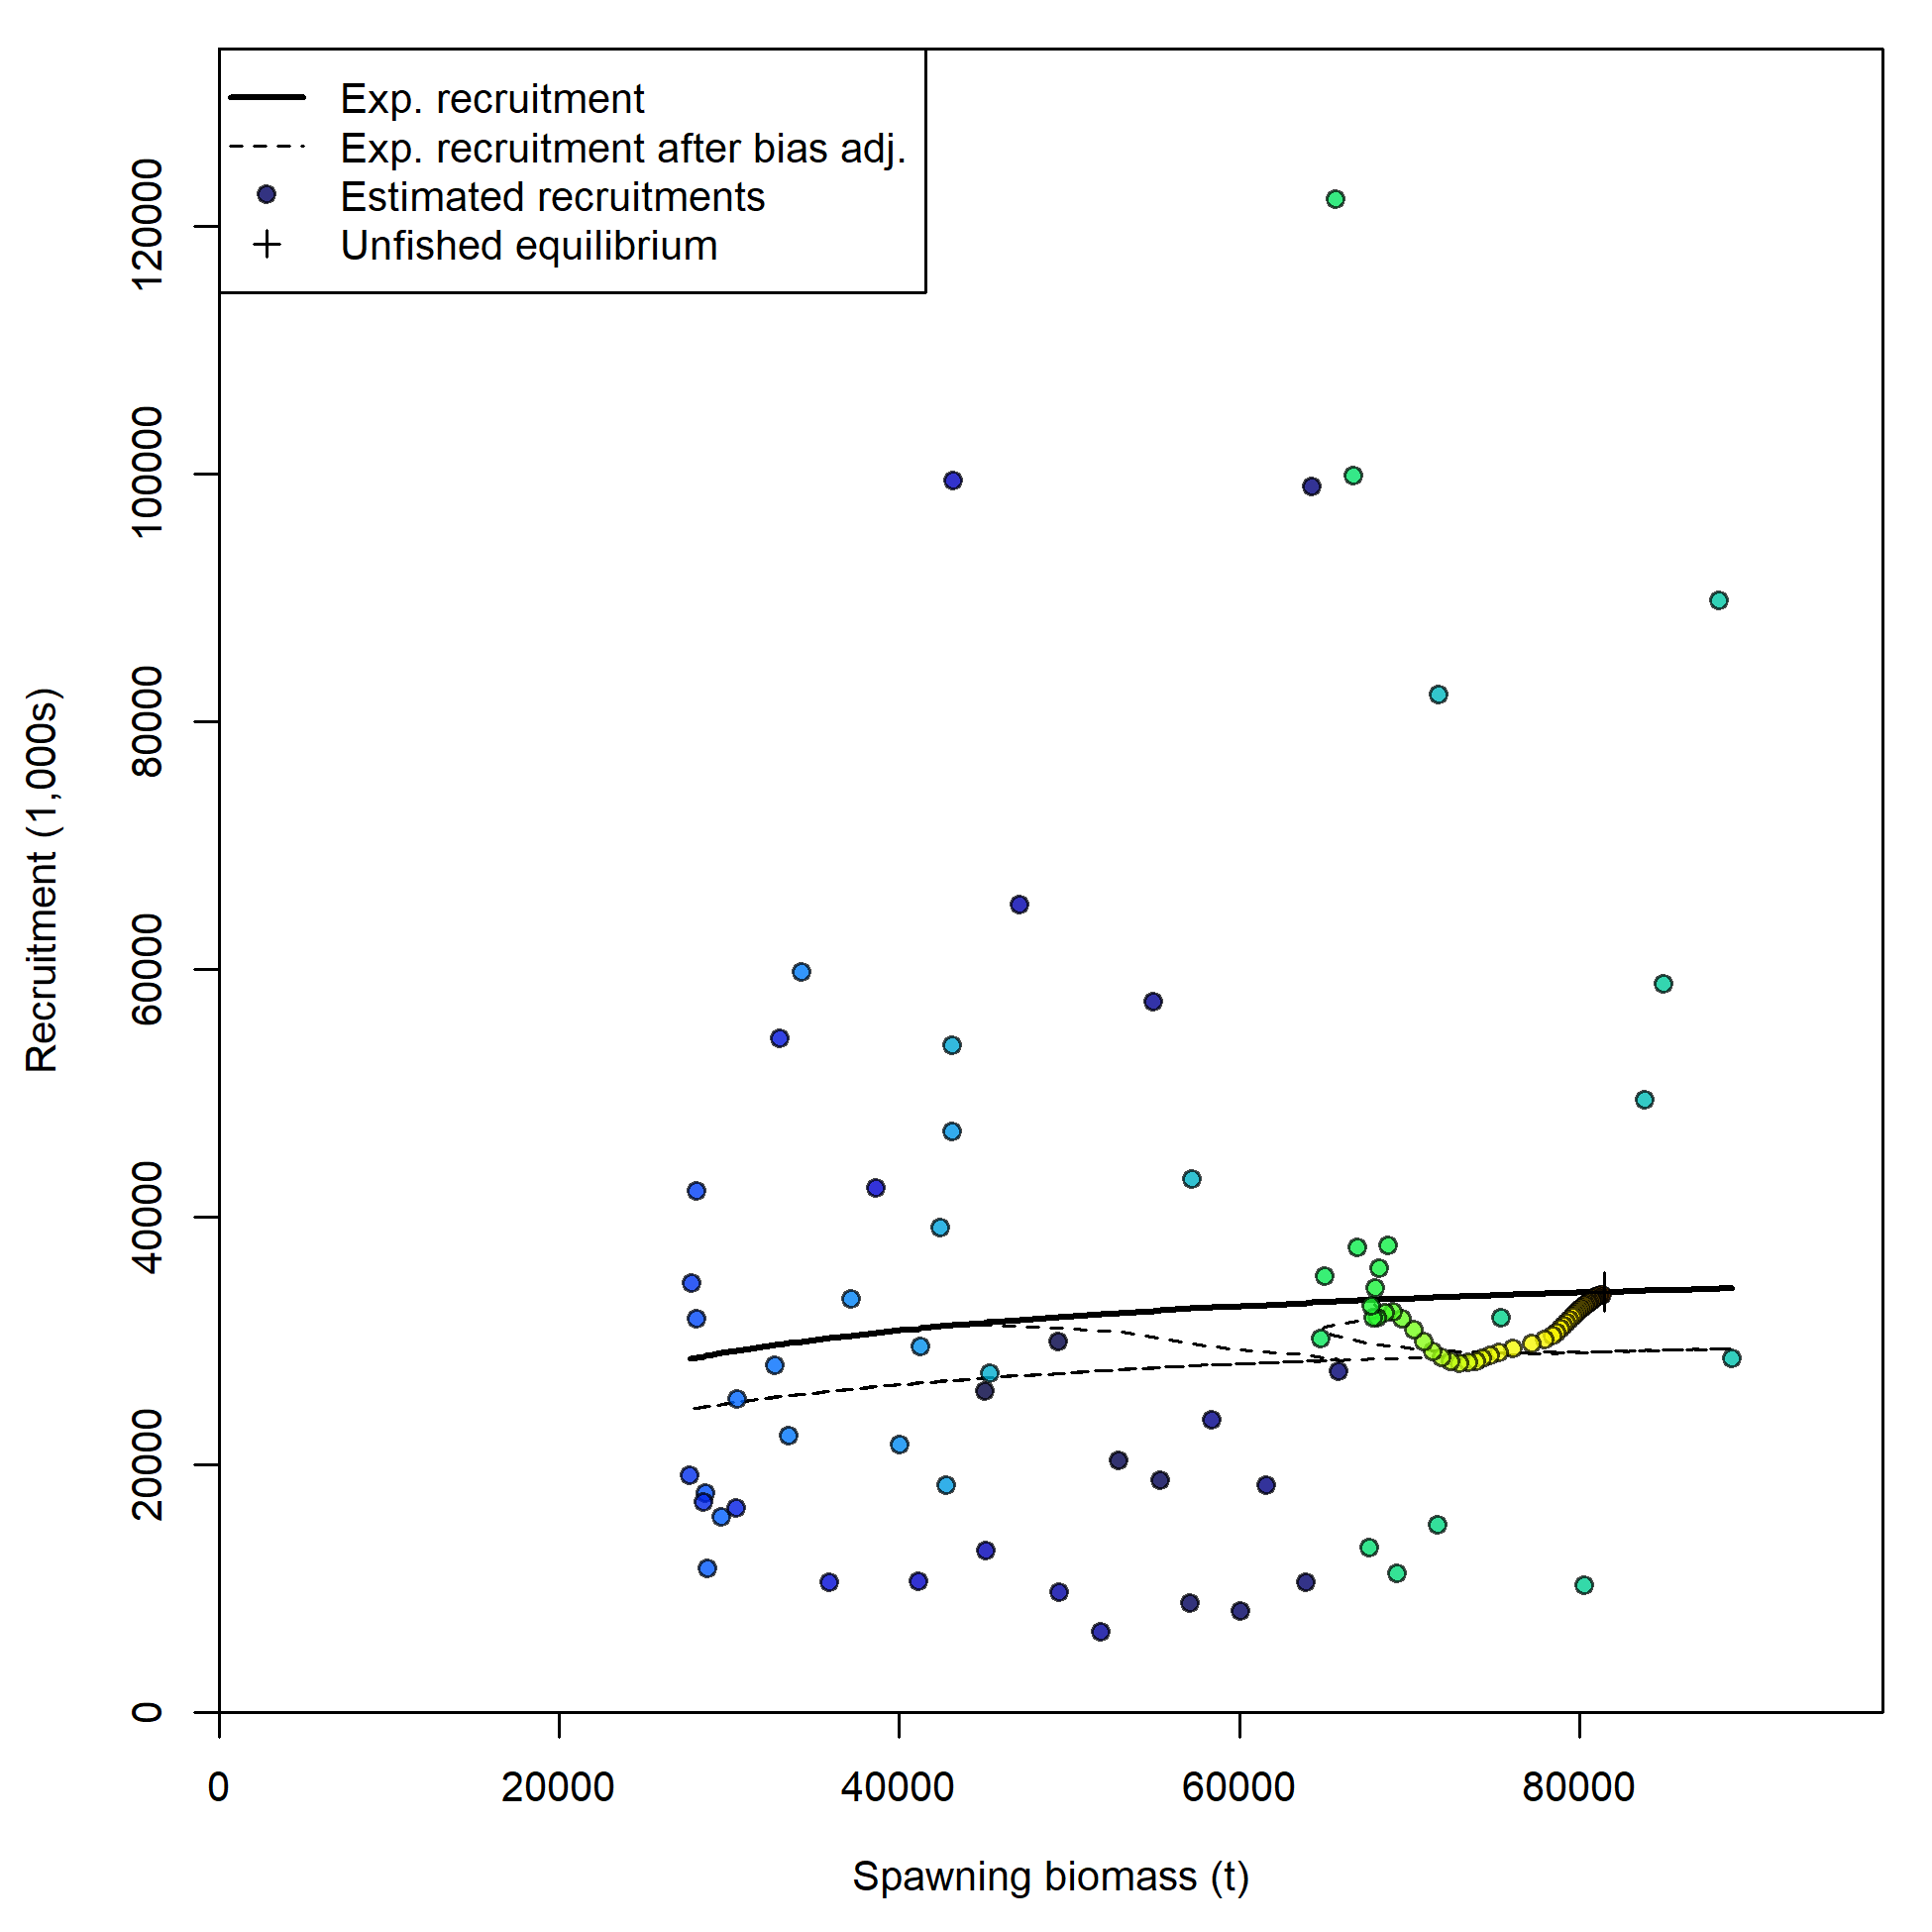 Exp. recruitment
Exp. recruitment after bias adj.
Estimated recruitments
Unfished equilibrium
Recruitment (1,000s)
120000
100000
80000
60000
40000
20000
0
0 20000 40000 60000 80000
Spawning biomass (t)